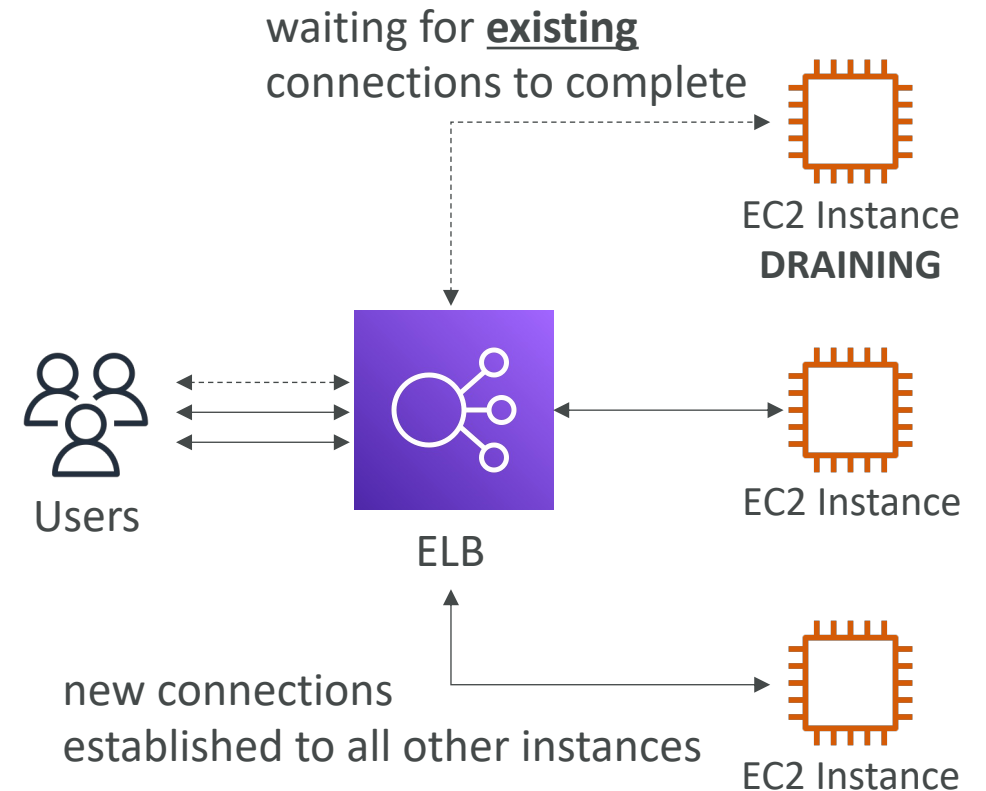 waiting for existing
connections to complete
EC2 Instance
DRAINING
Users
ELB
EC2 Instance
new connections
established to all other instances
EC2 Instance